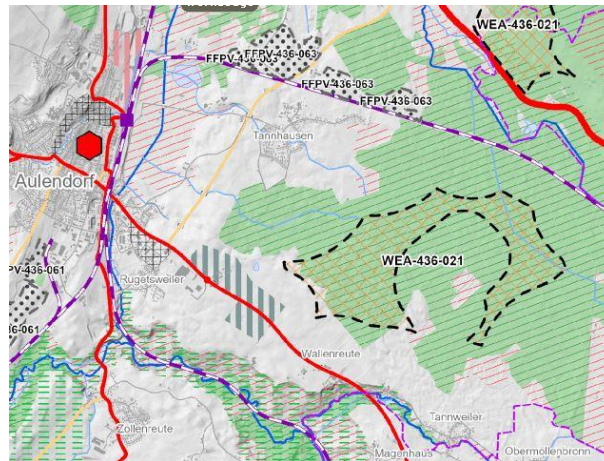 WEA-436-021
FFPV-436-063
FFPV-436-063
FFPV-436-063
Tannhausen
Aulendorf
WEA-436-021
PV-436-061
Rugetsweiler
36-061
Wallenreute
Zollenreute
Tannweiler
Magenhaus
Obermöllenbronn